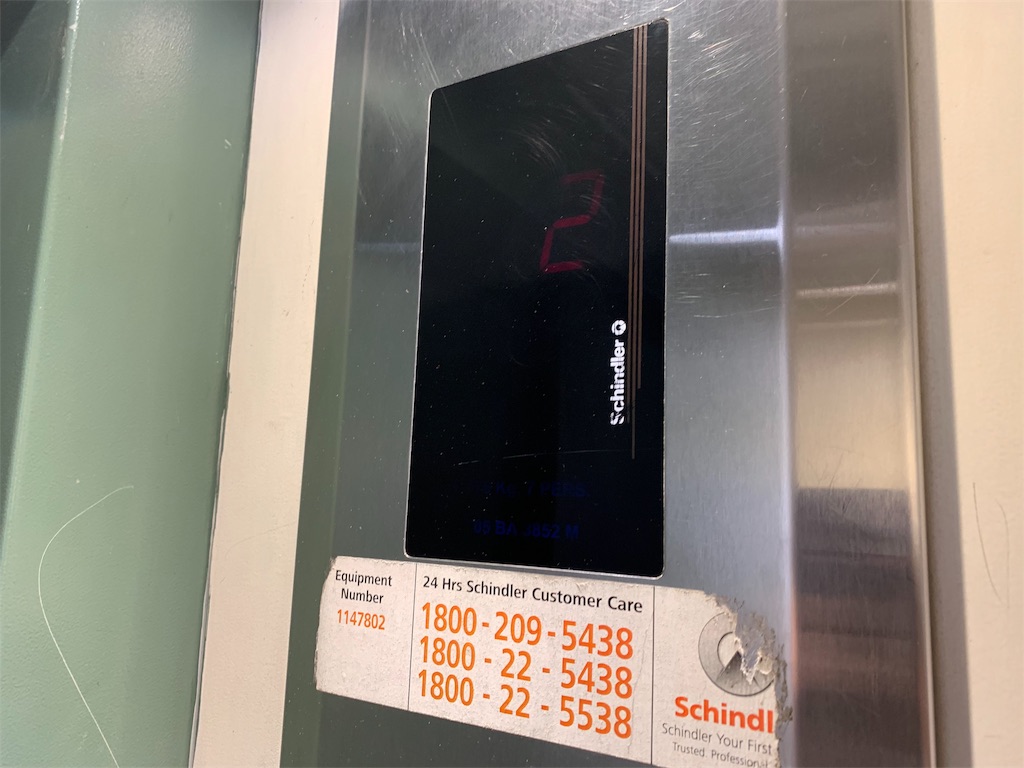 2
Schindler
Equipment
Number
1147802
24 Hrs Schindler Customer Care
1800-209-5438
1800 - 22 - 5438
1800 - 22 - 5538
Schindl
Schindler Your First
Trusted. Professional